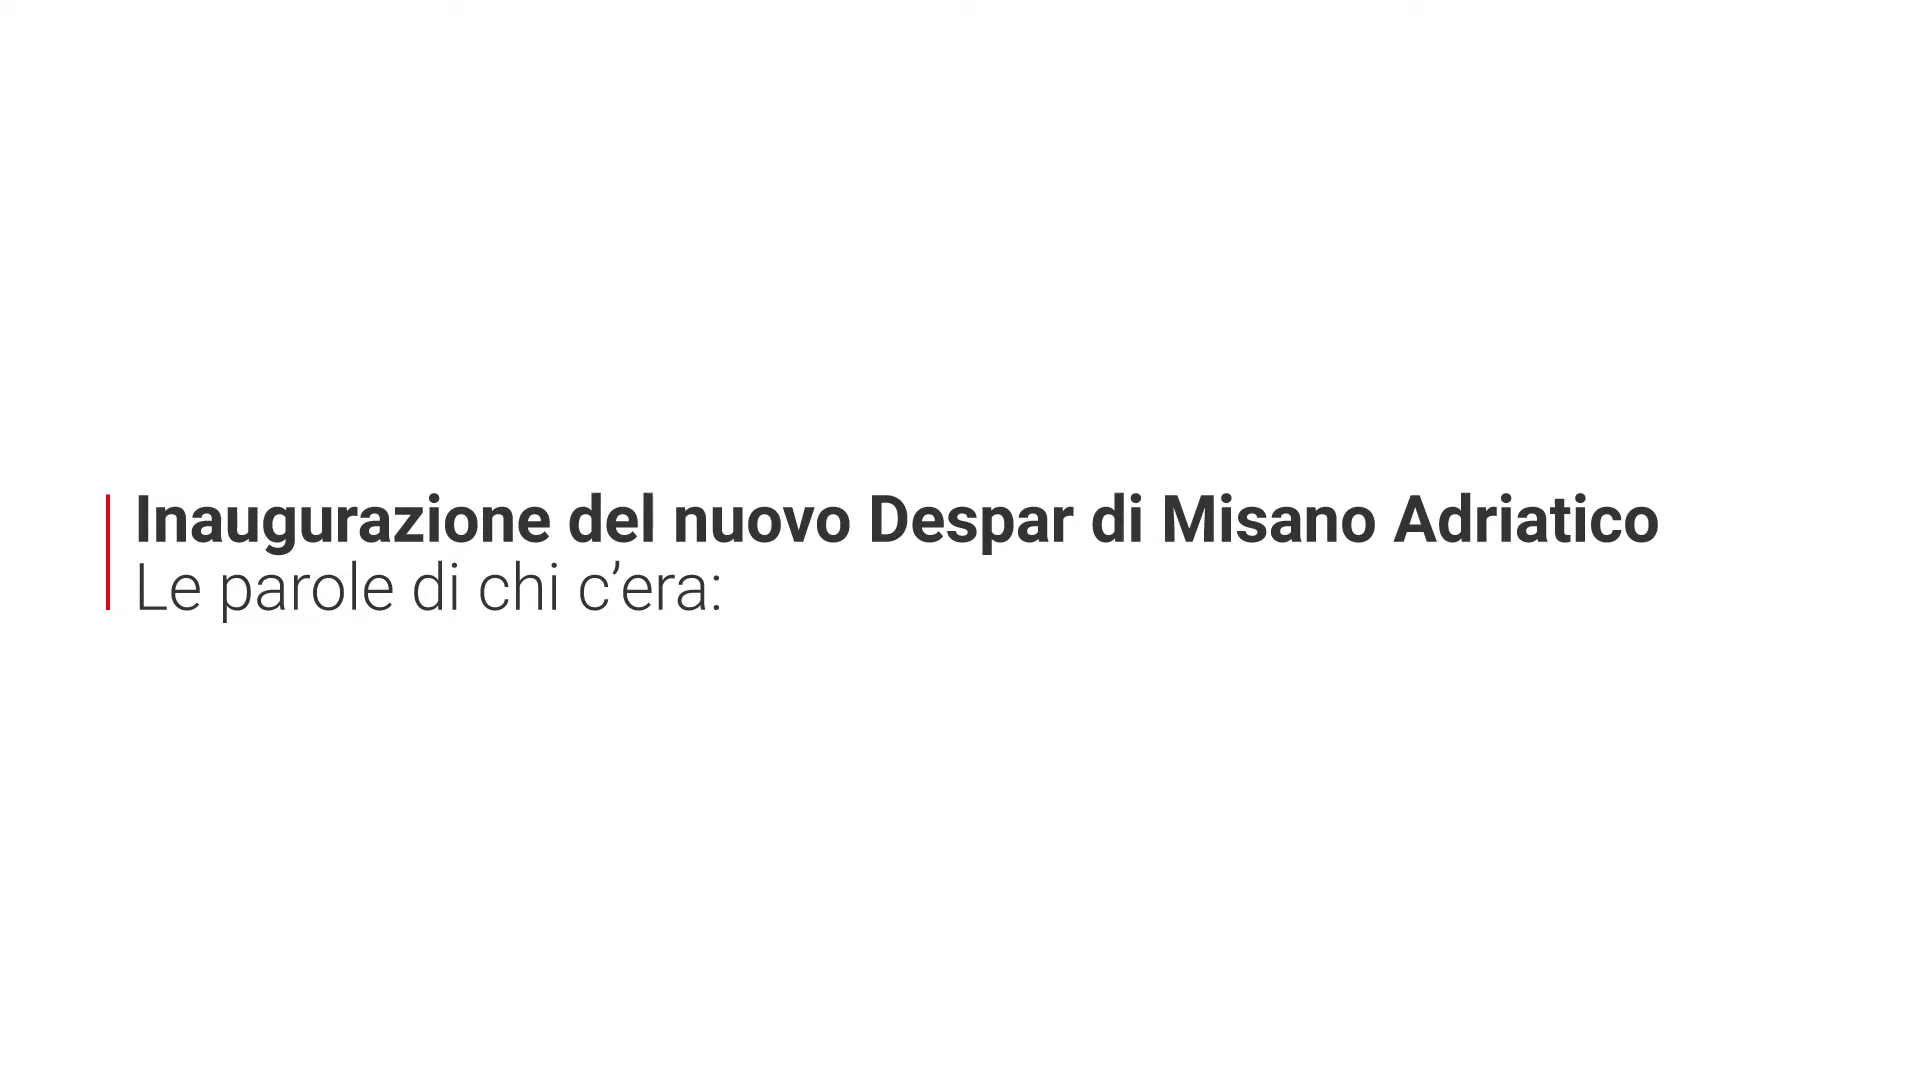 Inaugurazione del nuovo Despar di Misano Adriatico
Le parole di chi c’era: